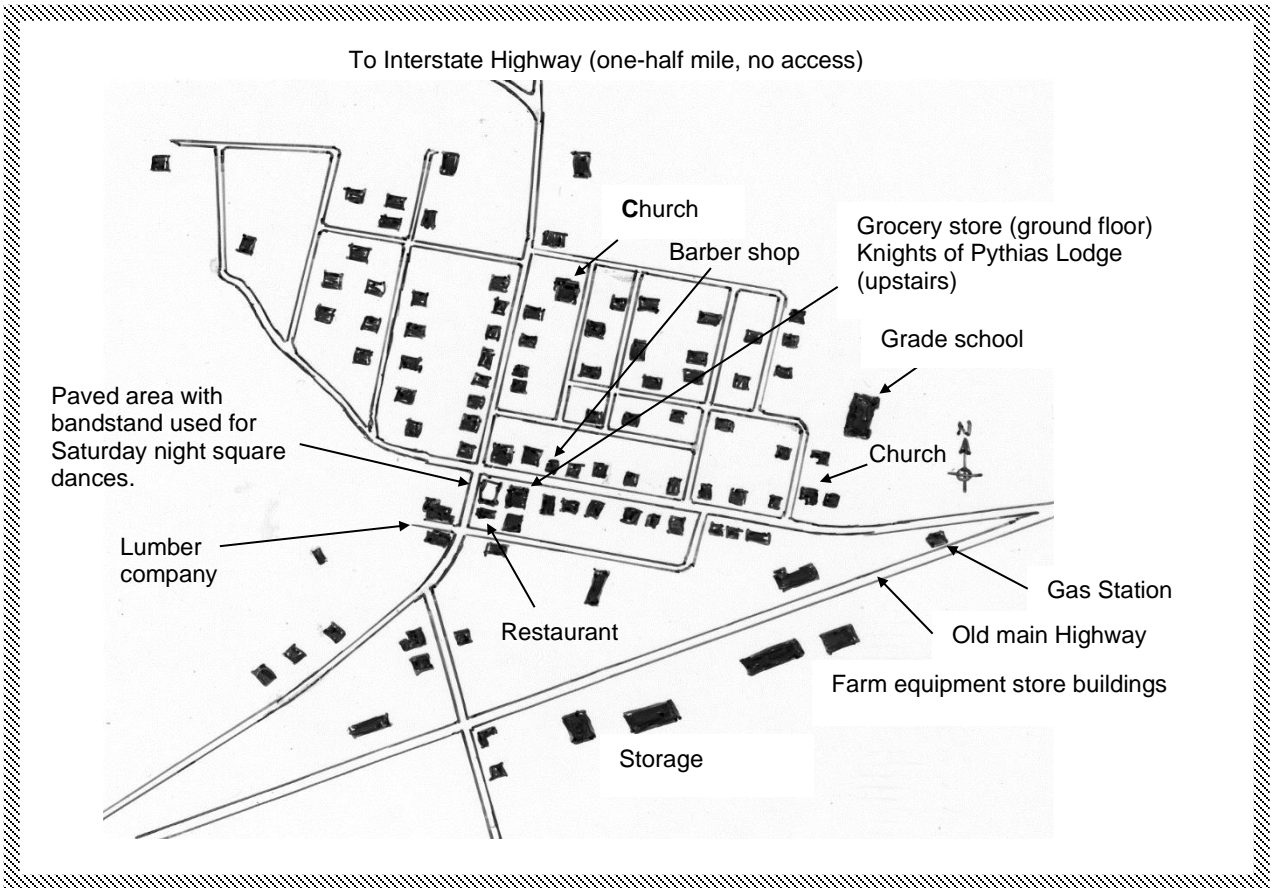 To Interstate Highway (one-half mile, no access)
Church
Barber shop
Grocery store (ground floor)
Knights of Pythias Lodge
(upstairs)
Grade school
Paved area with
bandstand used for
Saturday night square
dances.
N
Church
Lumber
company
Restaurant
Gas Station
Old main Highway
Farm equipment store buildings
Storage